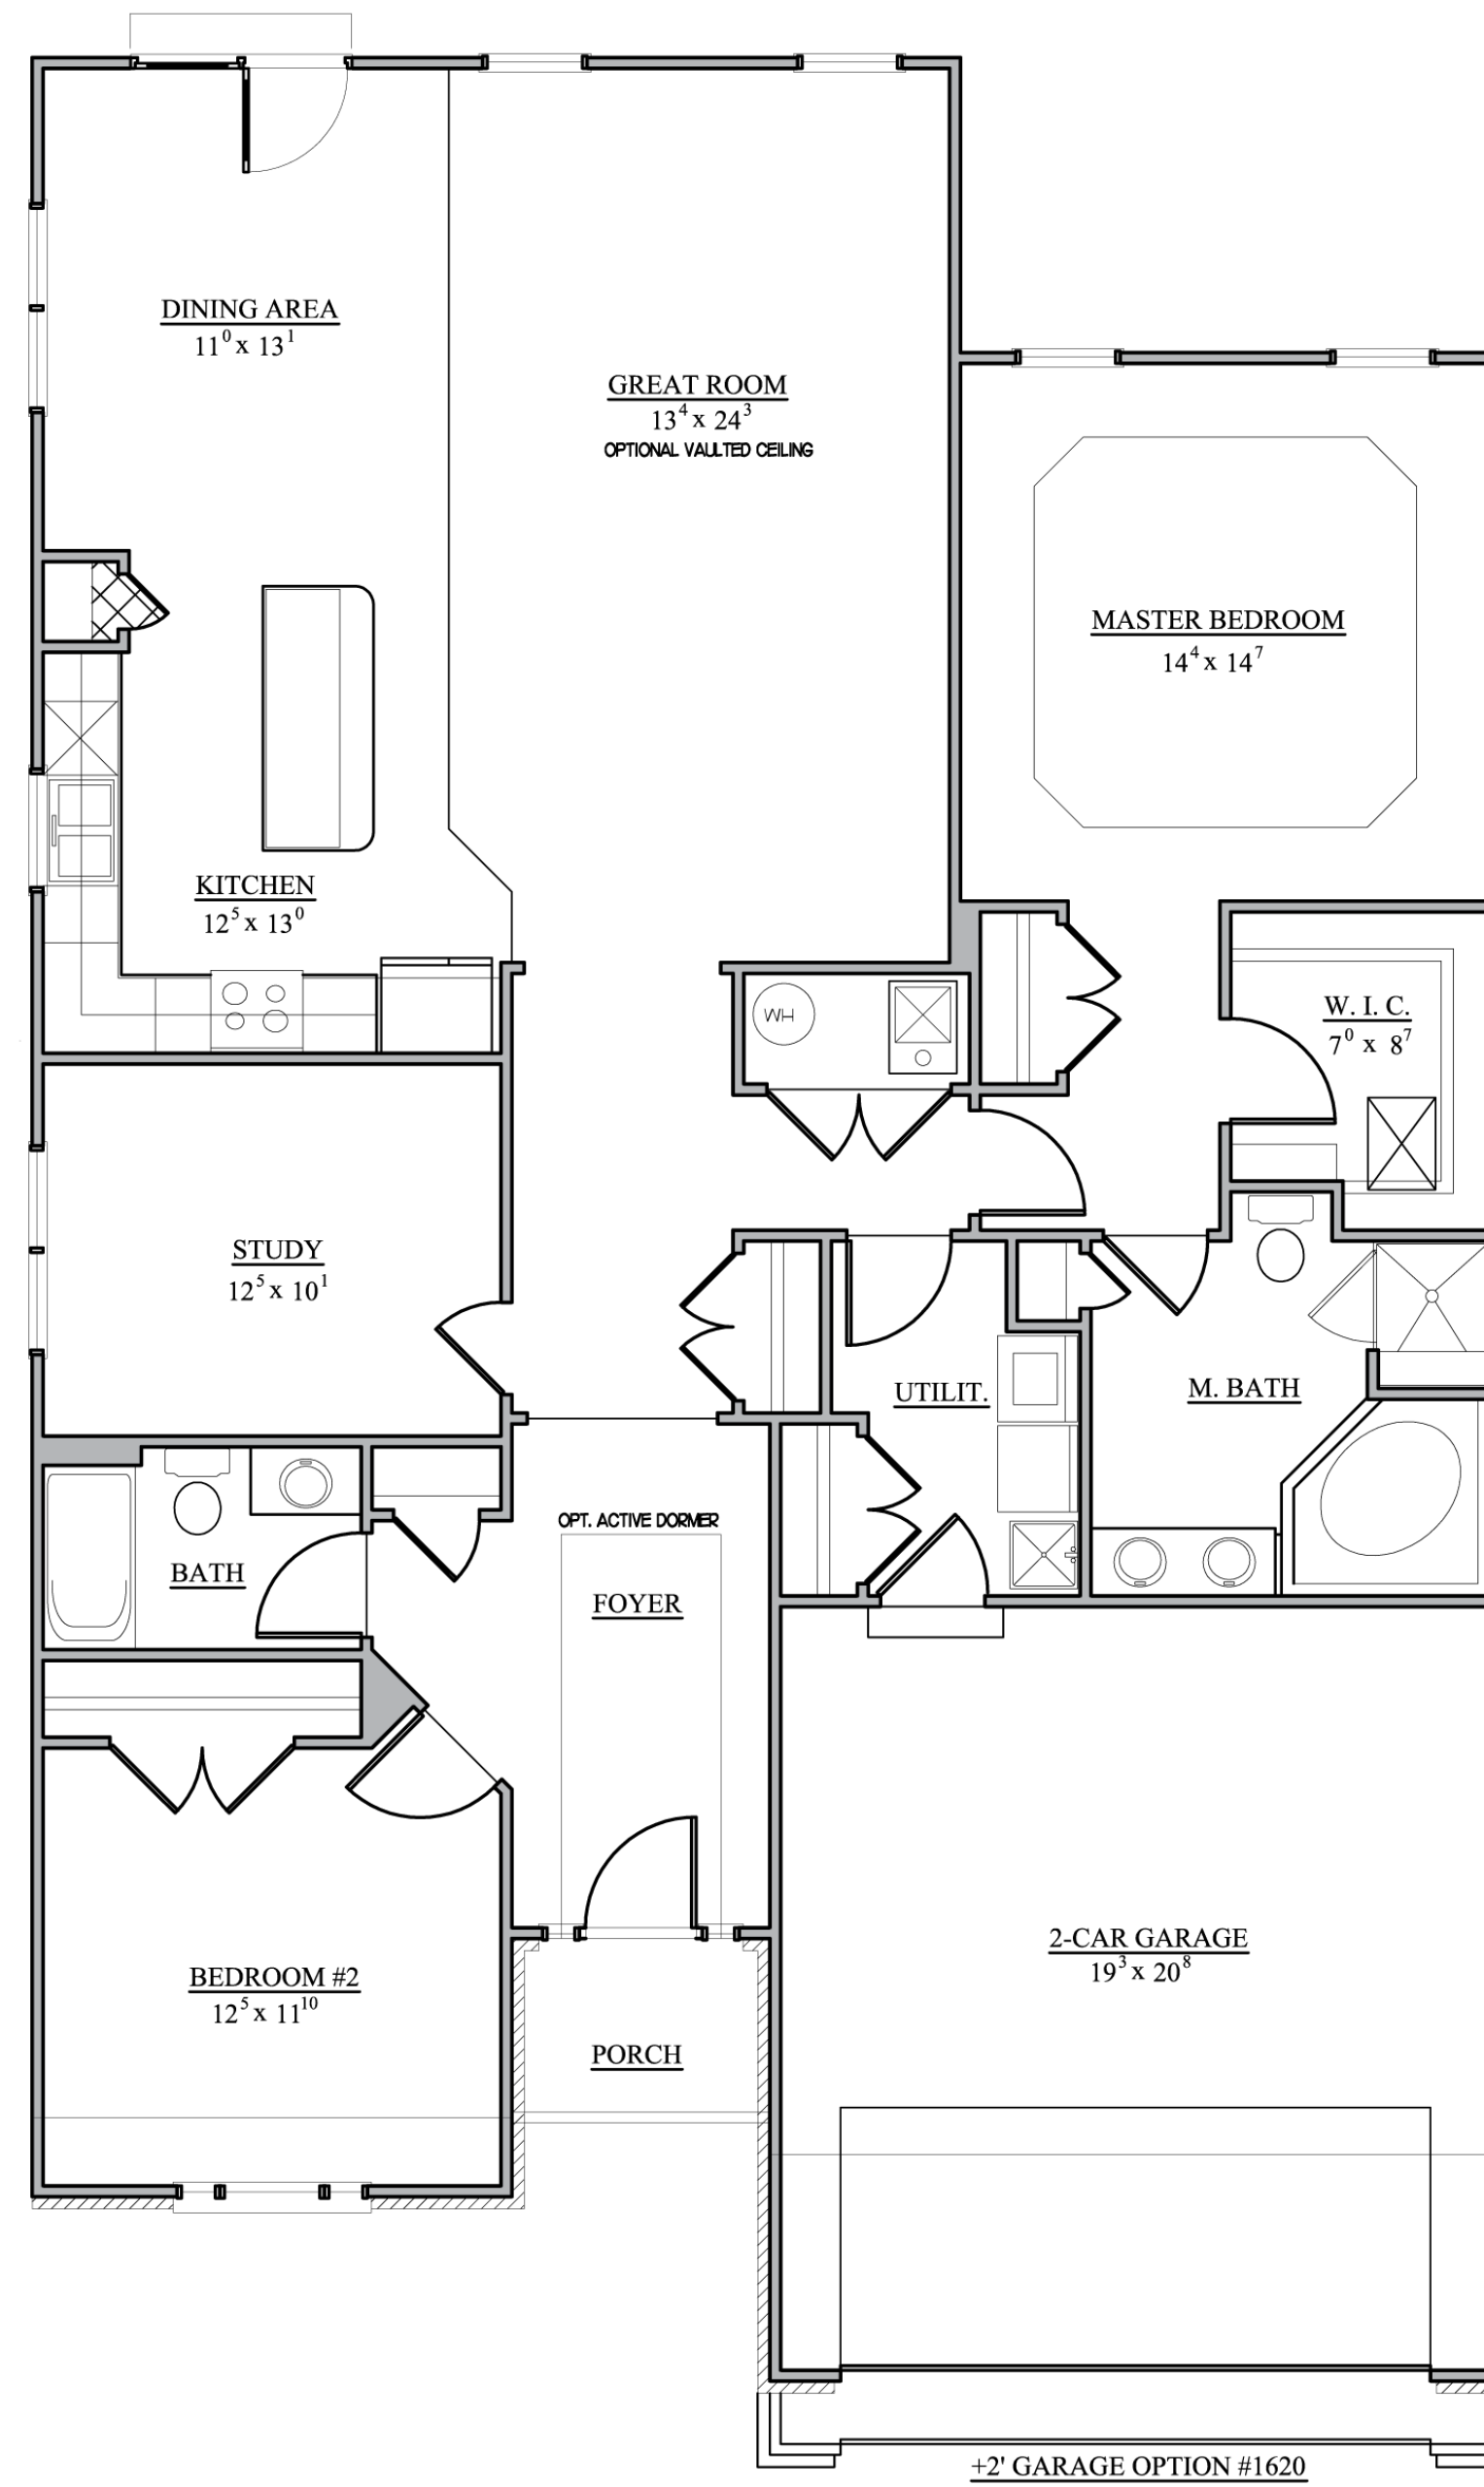 DINING AREA
11⁰ x 13¹
GREAT ROOM
13⁴ x 24³
OPTIONAL VAULTED CEILING
MASTER BEDROOM
14⁴ x 14⁷
KITCHEN
12⁵ x 13⁰
WH
W. I. C.
7⁰ x 8⁷
STUDY
12⁵ x 10¹
UTILIT.
M. BATH
OPT. ACTIVE DORMER
BATH
FOYER
2-CAR GARAGE
19³ x 20⁸
BEDROOM #2
12⁵ x 11¹⁰
PORCH
+2' GARAGE OPTION #1620